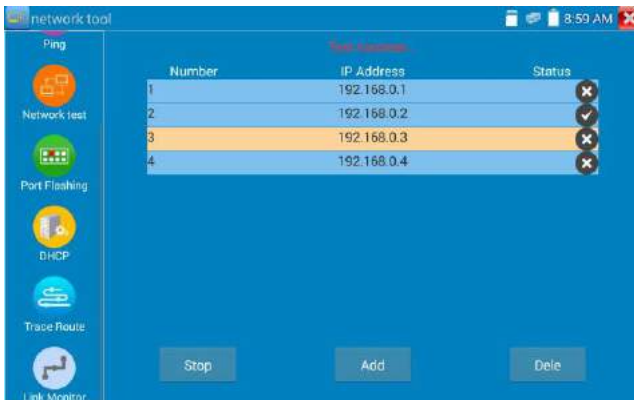 network tool
8:59 AM
Ping
Network test
Port Flashing
DHCP
Trace Route
Link Monitor
Number IP Address Status
1 192.168.0.1
2 192.168.0.2
3 192.168.0.3
4 192.168.0.4
Stop Add Dele